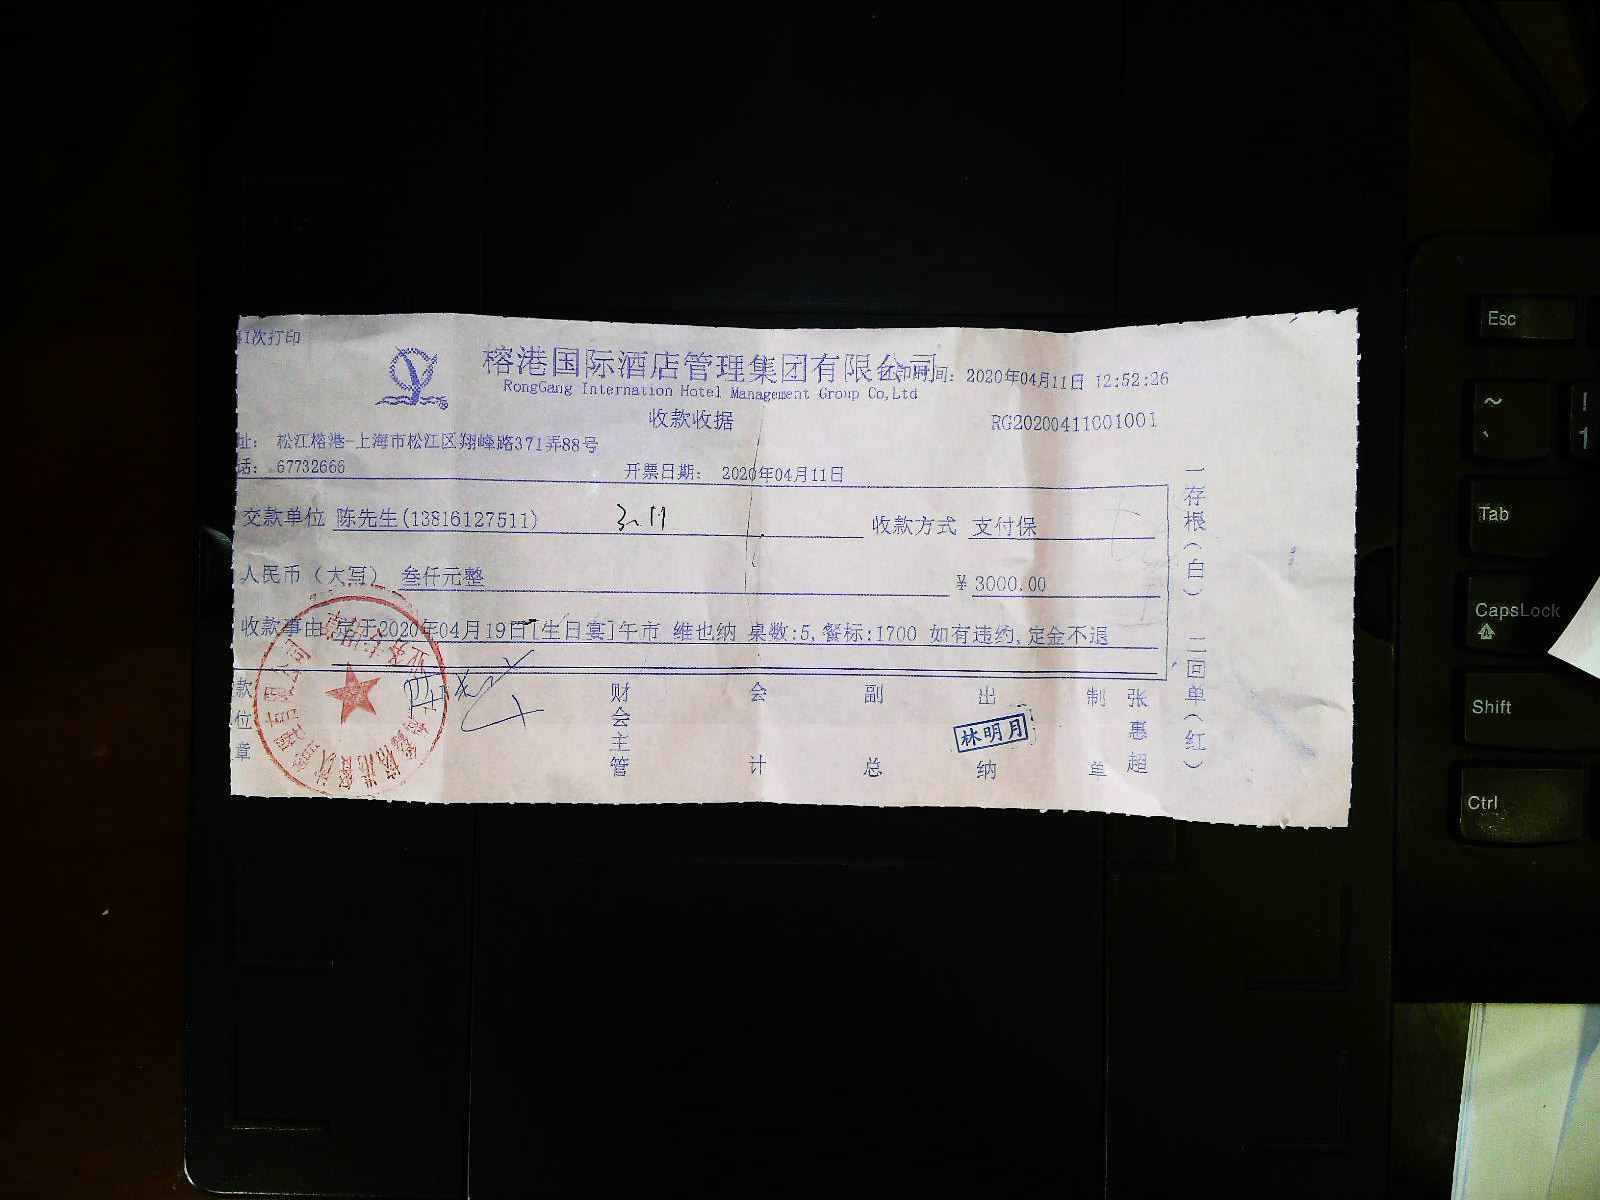 1次打印
榕港国际酒店管理集团有限公司
印时间: 2020年04月11日 12:52:26
RongGang Internation Hotel Management Group Co,Ltd
收款收据
RG20200411001001
址: 松江榕港-上海市松江区翔峰路371弄88号
话: 67732666
开票日期: 2020年04月11日
交款单位 陈先生(13816127511)
收款方式 支付保
人民币（大写） 叁仟元整
¥ 3000.00
收款事由 定于2020年04月19日[生日宴]午市 维也纳 桌数:5,餐标:1700 如有违约,定金不退
款位章
财会主管
会计
副总
出纳
林明月
制单
张惠超
一存根(白) 二回单(红)
Esc
~
`
!
1
Tab
CapsLock
Shift
Ctrl